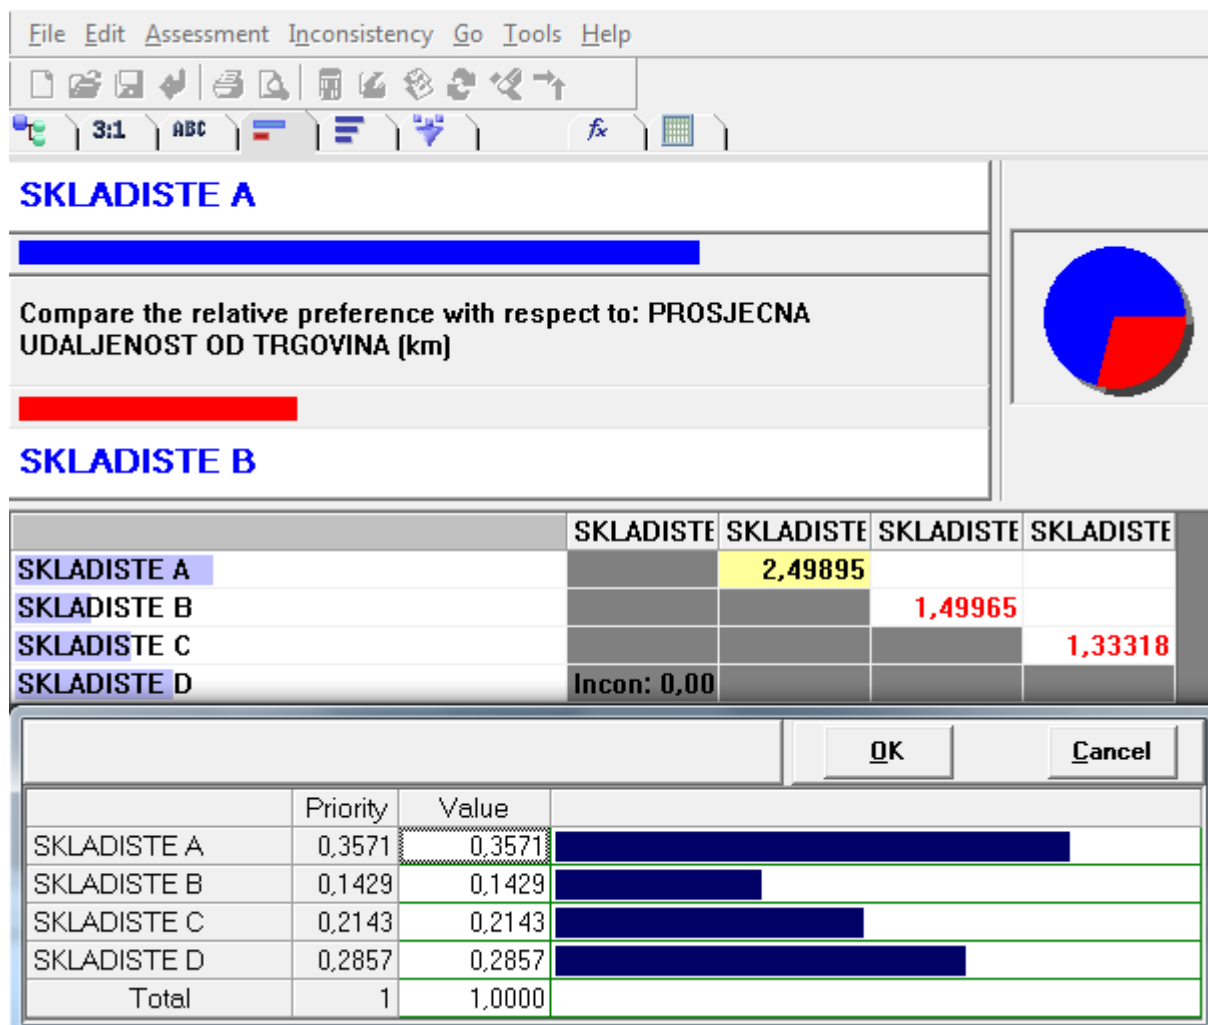 File Edit Assessment Inconsistency Go Tools Help
3:1 ABC fx
SKLADISTE A
Compare the relative preference with respect to: PROSJECNA
UDALJENOST OD TRGOVINA (km)
SKLADISTE B
SKLADISTE SKLADISTE SKLADISTE SKLADISTE
SKLADISTE A 2,49895
SKLADISTE B 1,49965
SKLADISTE C 1,33318
SKLADISTE D Incon: 0,00
OK Cancel
Priority Value
SKLADISTE A 0,3571 0,3571
SKLADISTE B 0,1429 0,1429
SKLADISTE C 0,2143 0,2143
SKLADISTE D 0,2857 0,2857
Total 1 1,0000